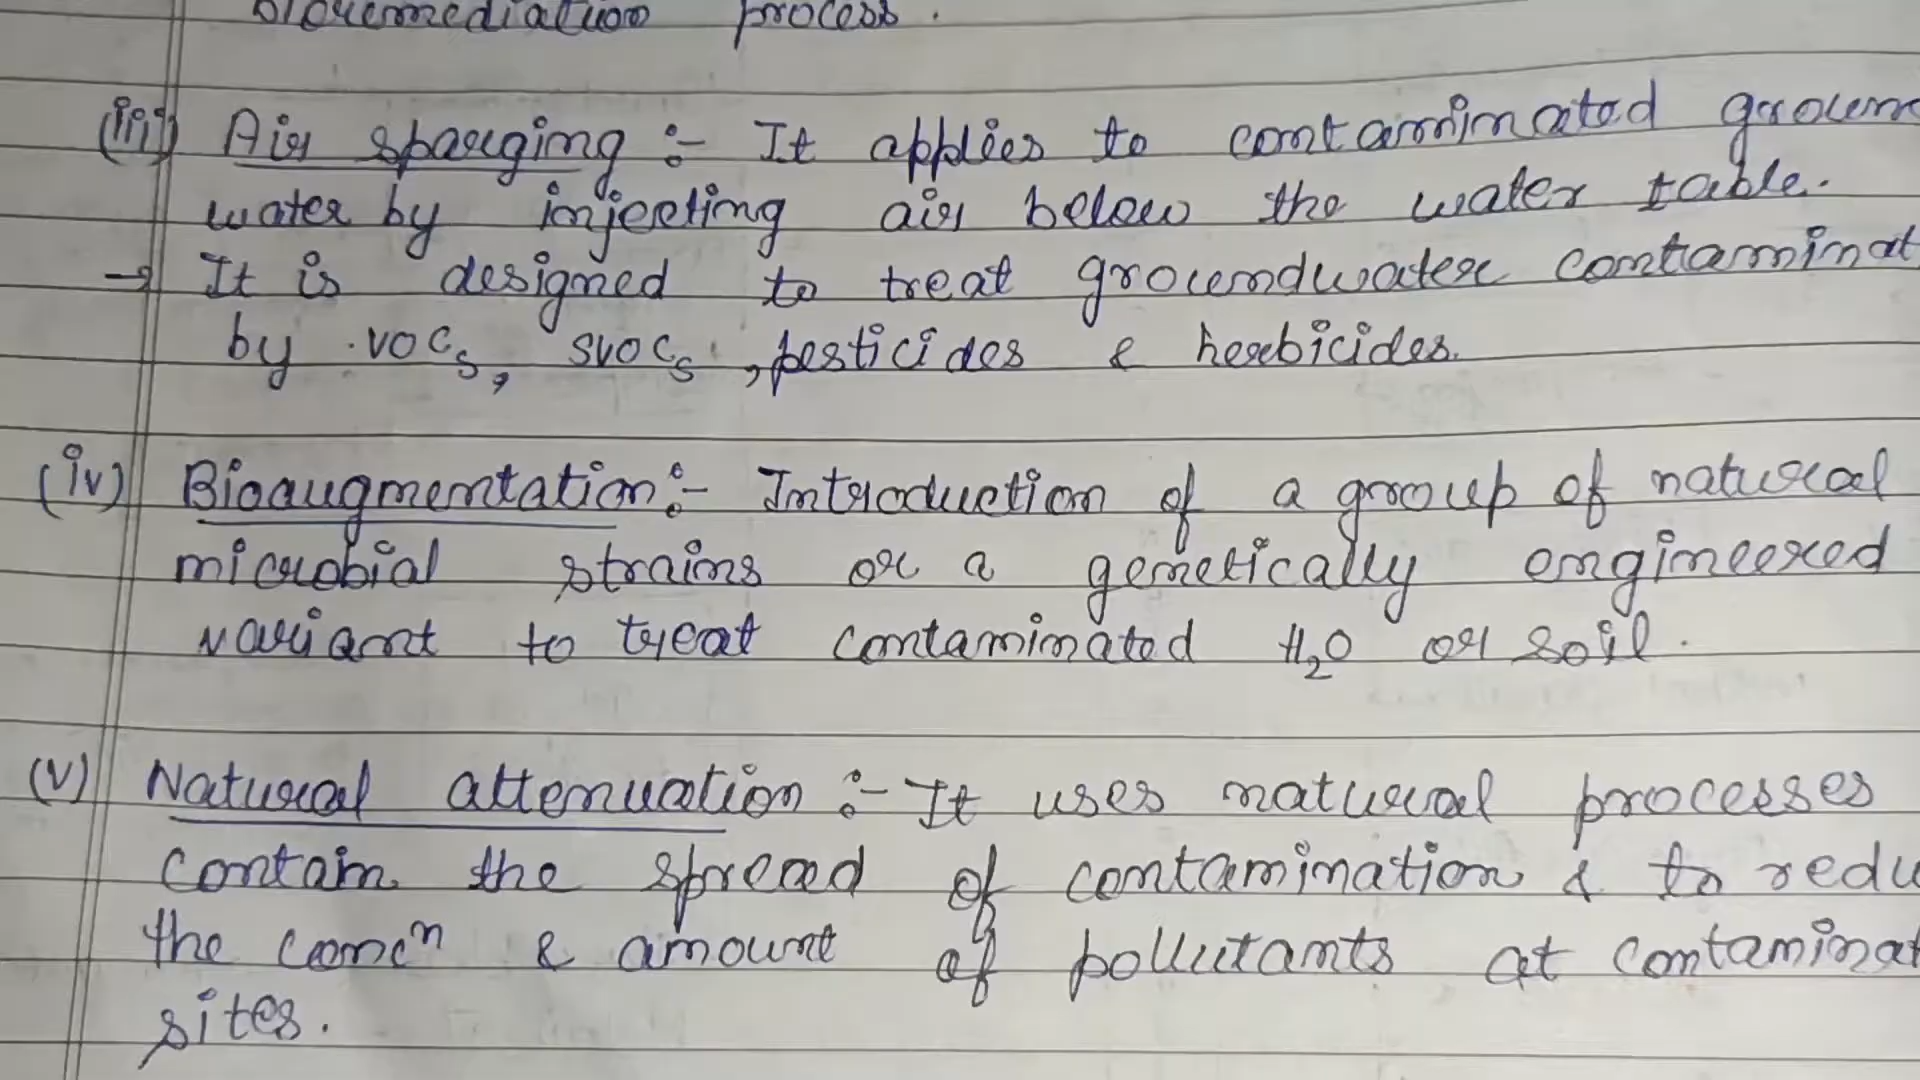 bioremediation process.
(iii) Air sparging :- It applies to contaminated groun
water by injecting air below the water table.
→ It is designed to treat groundwater contaminat
by VOCs, SVOCs, pesticides & herbicides.
(iv) Bioaugmentation :- Introduction of a group of natural
microbial strains or a genetically engineered
variant to treat contaminated H₂O or soil.
(v) Natural attenuation :- It uses natural processes
contain the spread of contamination & to redu
the concⁿ & amount of pollutants at contaminat
sites.